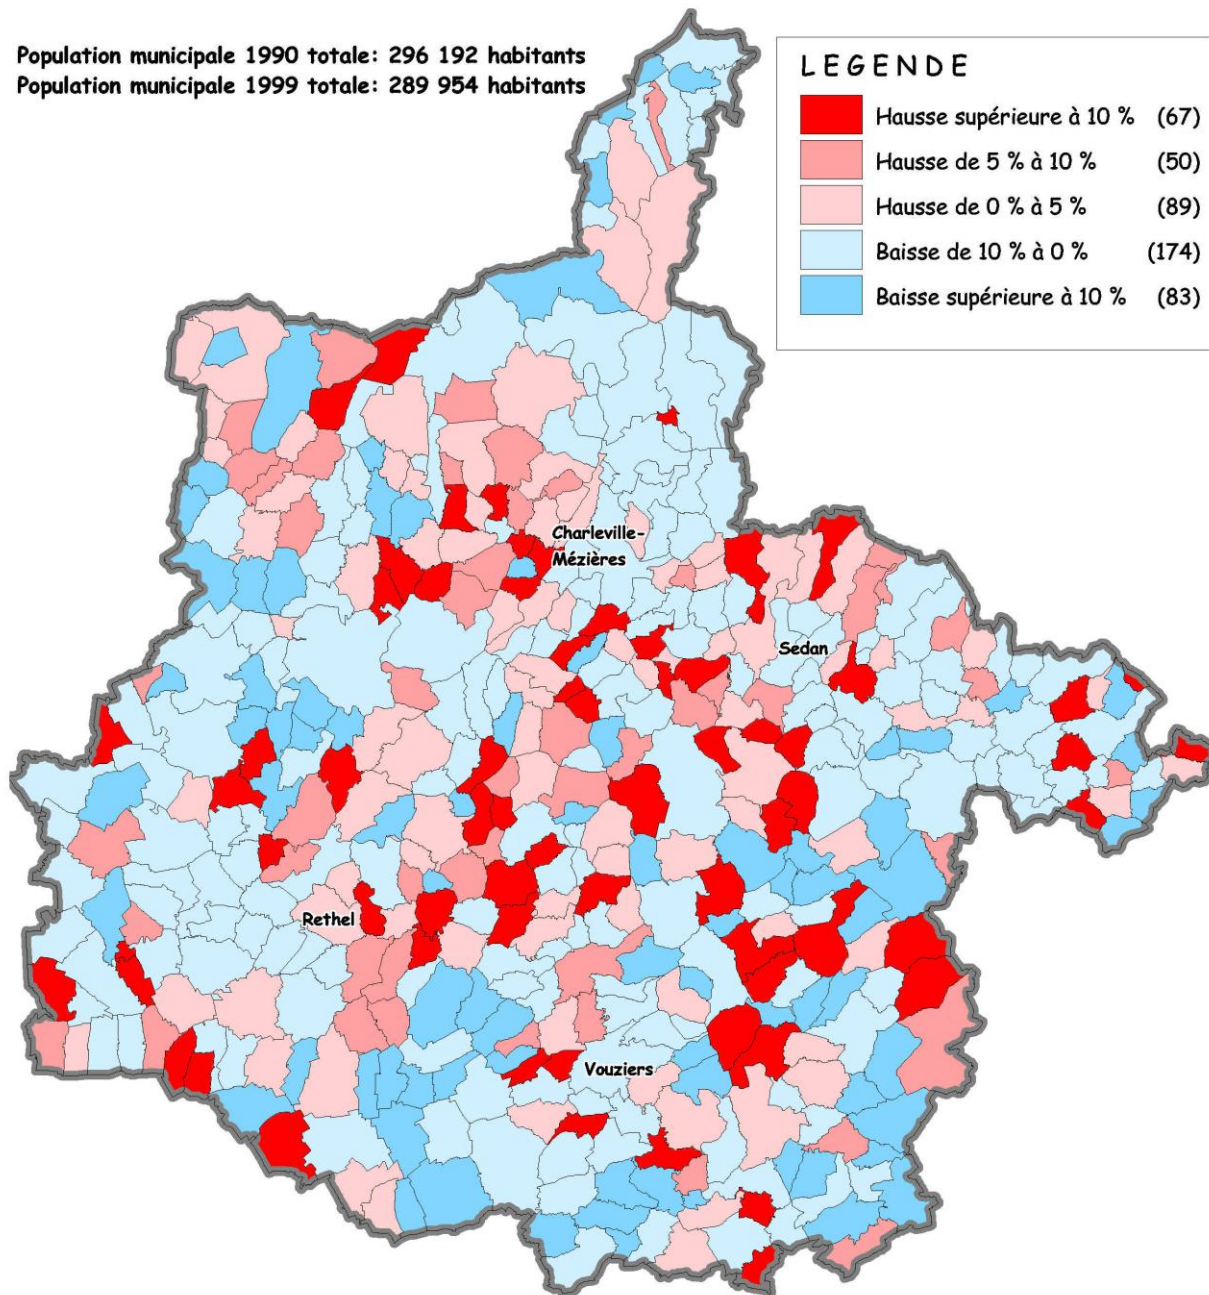 Population municipale 1990 totale: 296 192 habitants
Population municipale 1999 totale: 289 954 habitants
LEGENDE
Hausse supérieure à 10 % (67)
Hausse de 5 % à 10 % (50)
Hausse de 0 % à 5 % (89)
Baisse de 10 % à 0 % (174)
Baisse supérieure à 10 % (83)
Charleville-
Mézières
Sedan
Rethel
Vouziers